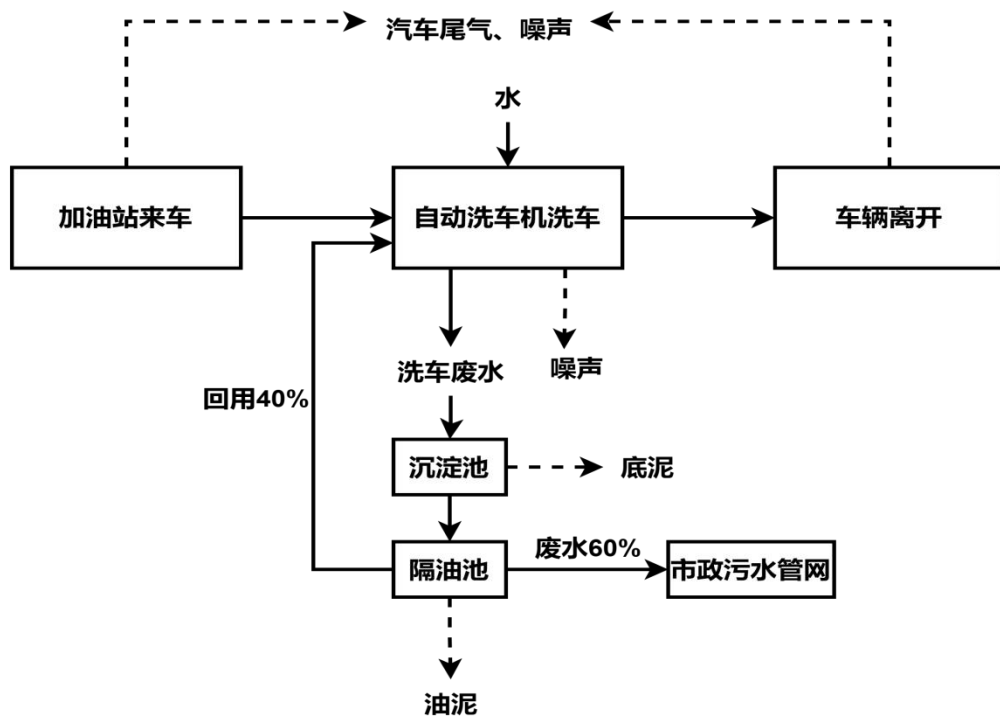 汽车尾气、噪声
水
加油站来车
自动洗车机洗车
车辆离开
洗车废水
噪声
回用40%
沉淀池
底泥
隔油池
废水60%
市政污水管网
油泥